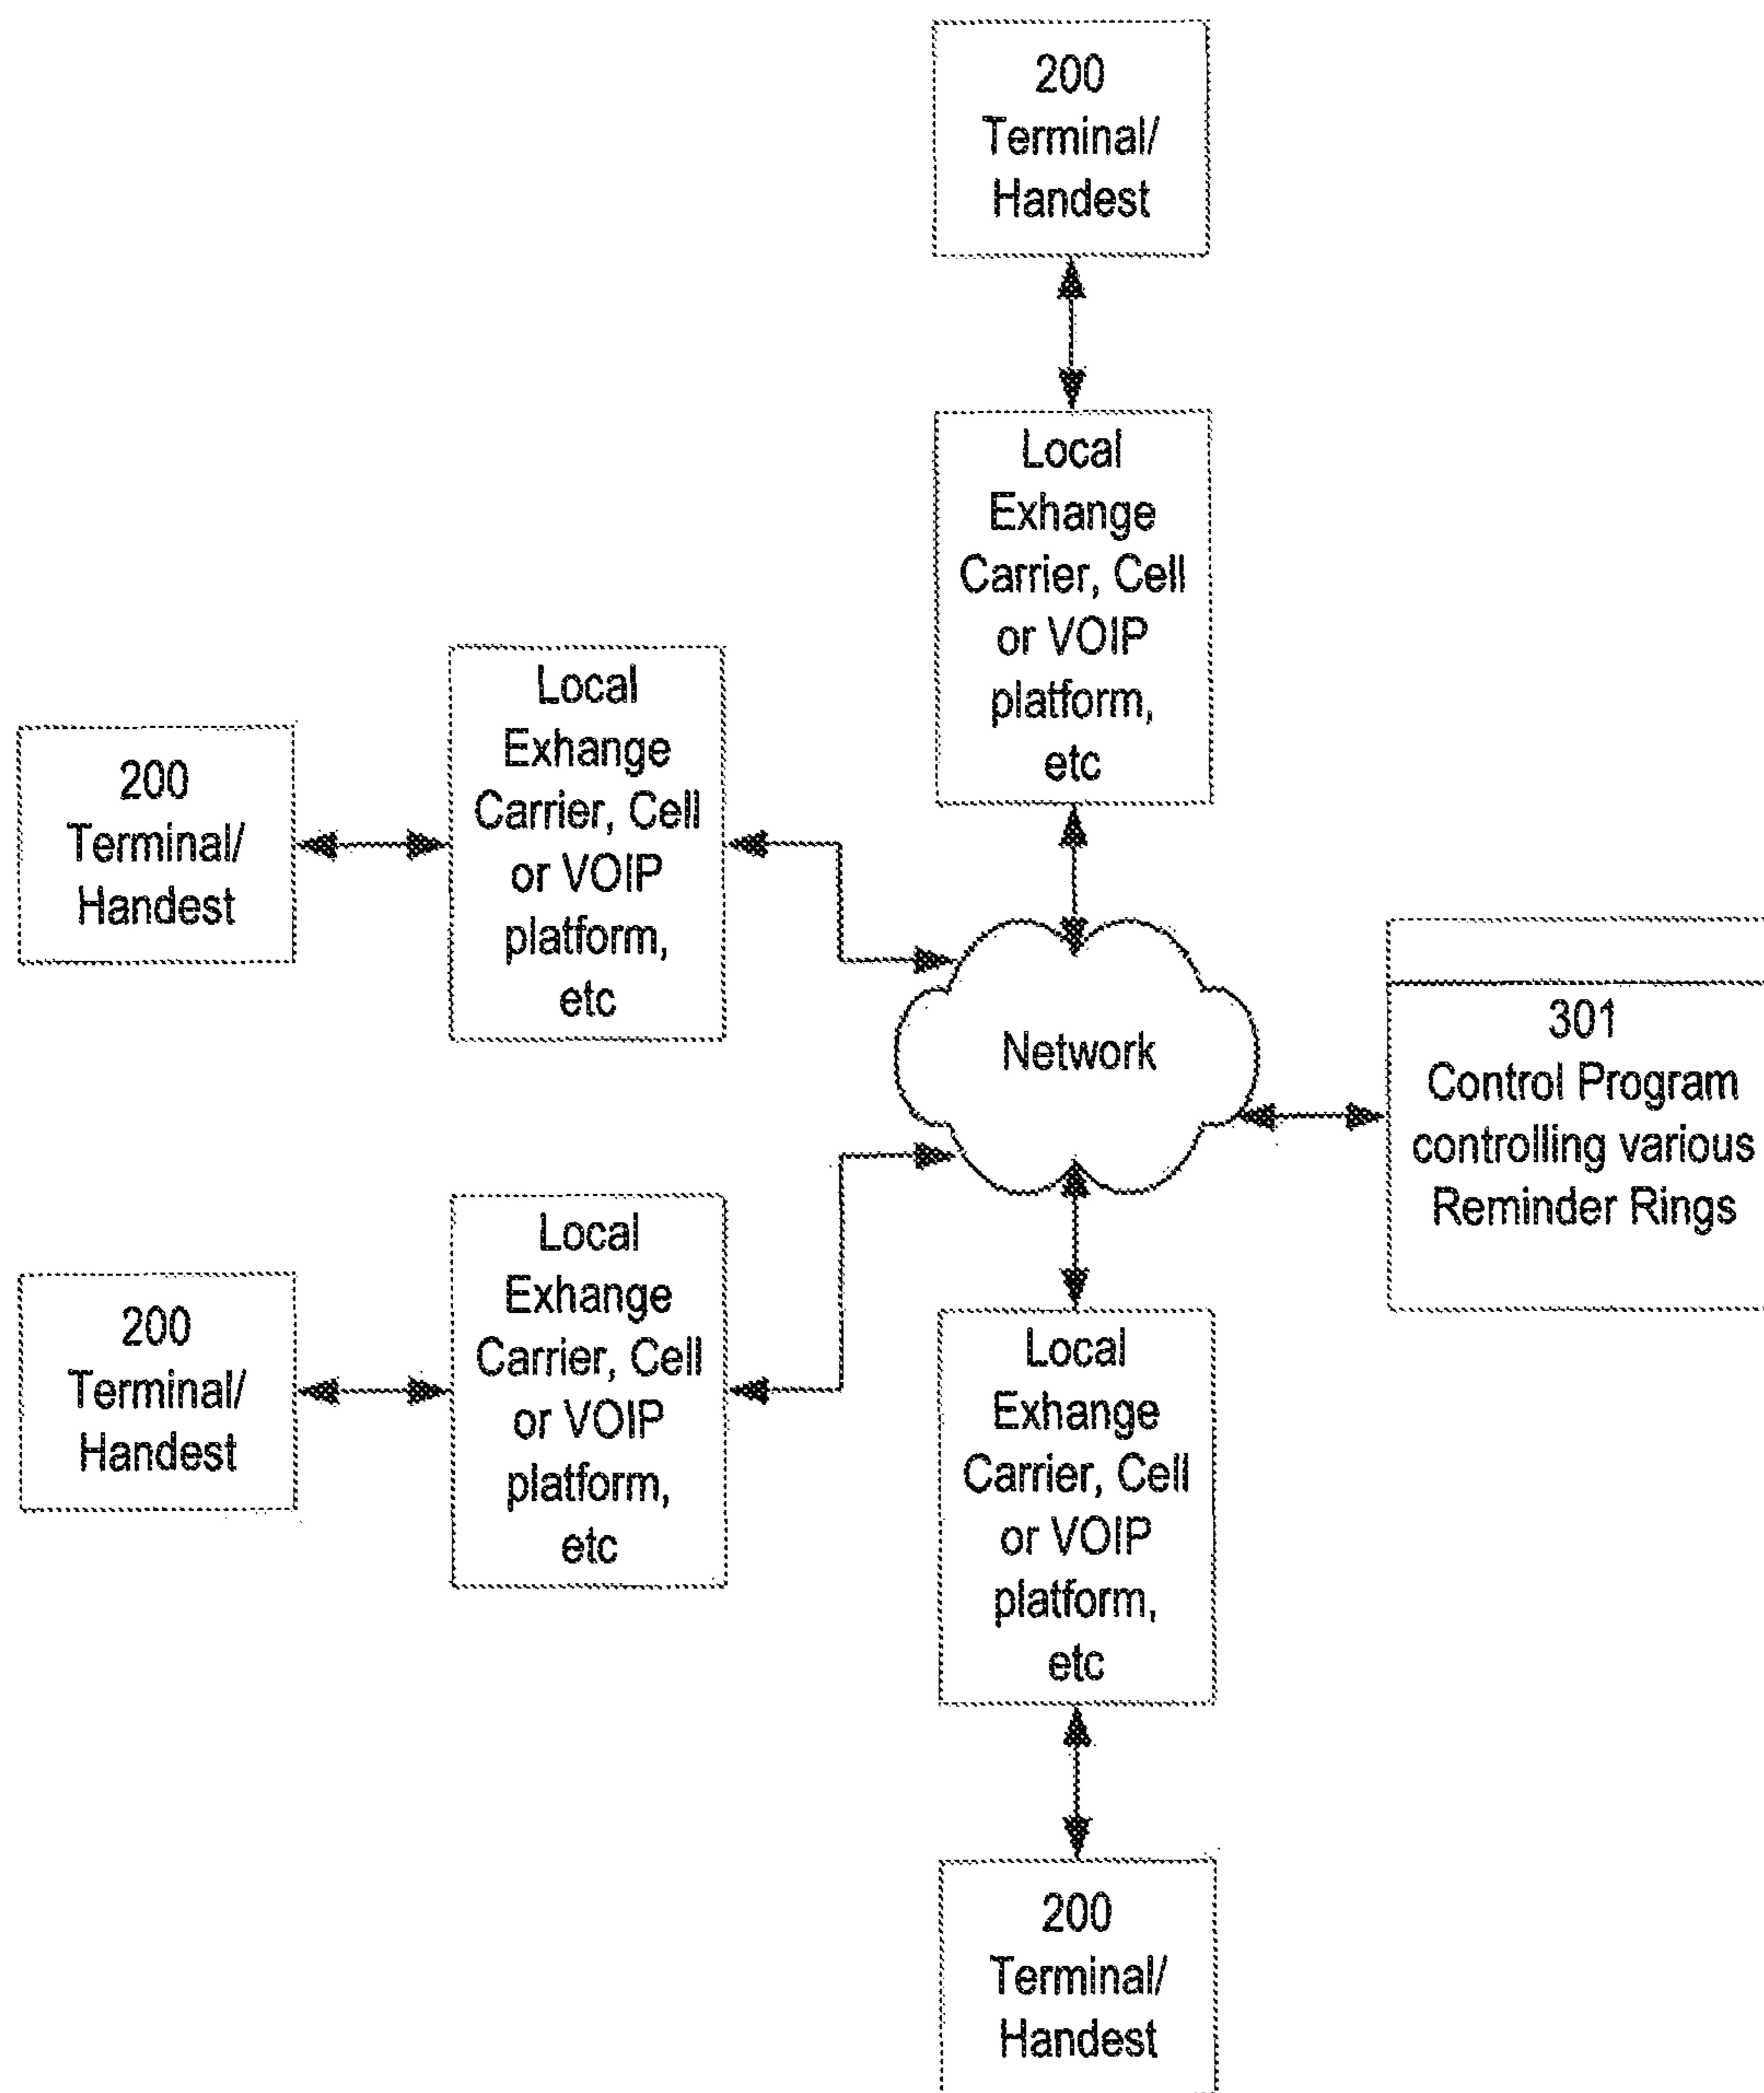 200
Terminal/
Handest
Local
Exhange
Carrier, Cell
or VOIP
platform,
etc
Local
Exhange
Carrier, Cell
or VOIP
platform,
etc
200
Terminal/
Handest
Network
301
Control Program
controlling various
Reminder Rings
Local
Exhange
Carrier, Cell
or VOIP
platform,
etc
200
Terminal/
Handest
Local
Exhange
Carrier, Cell
or VOIP
platform,
etc
200
Terminal/
Handest